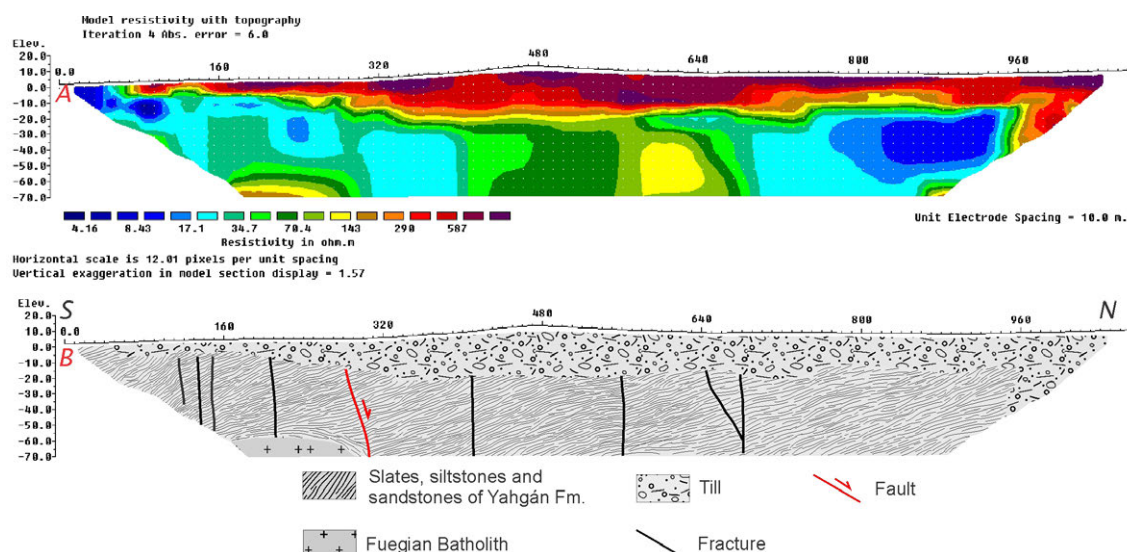 Model resistivity with topography
Iteration 4 Abs. error = 6.0
Elev.
20.0
10.0
0.0
-10.0
-20.0
-30.0
-40.0
-50.0
-60.0
-70.0
A
0.0 160 320 480 640 800 960
4.16 8.43 17.1 34.7 70.4 143 290 587
Resistivity in ohm.m
Unit Electrode Spacing = 10.0 m.
Horizontal scale is 12.01 pixels per unit spacing
Vertical exaggeration in model section display = 1.57
Elev.
S N
20.0
10.0
0.0
-10.0
-20.0
-30.0
-40.0
-50.0
-60.0
-70.0
B
0.0 160 320 480 640 800 960
Slates, siltstones and
sandstones of Yahgán Fm.
Till
Fault
Fuegian Batholith
Fracture